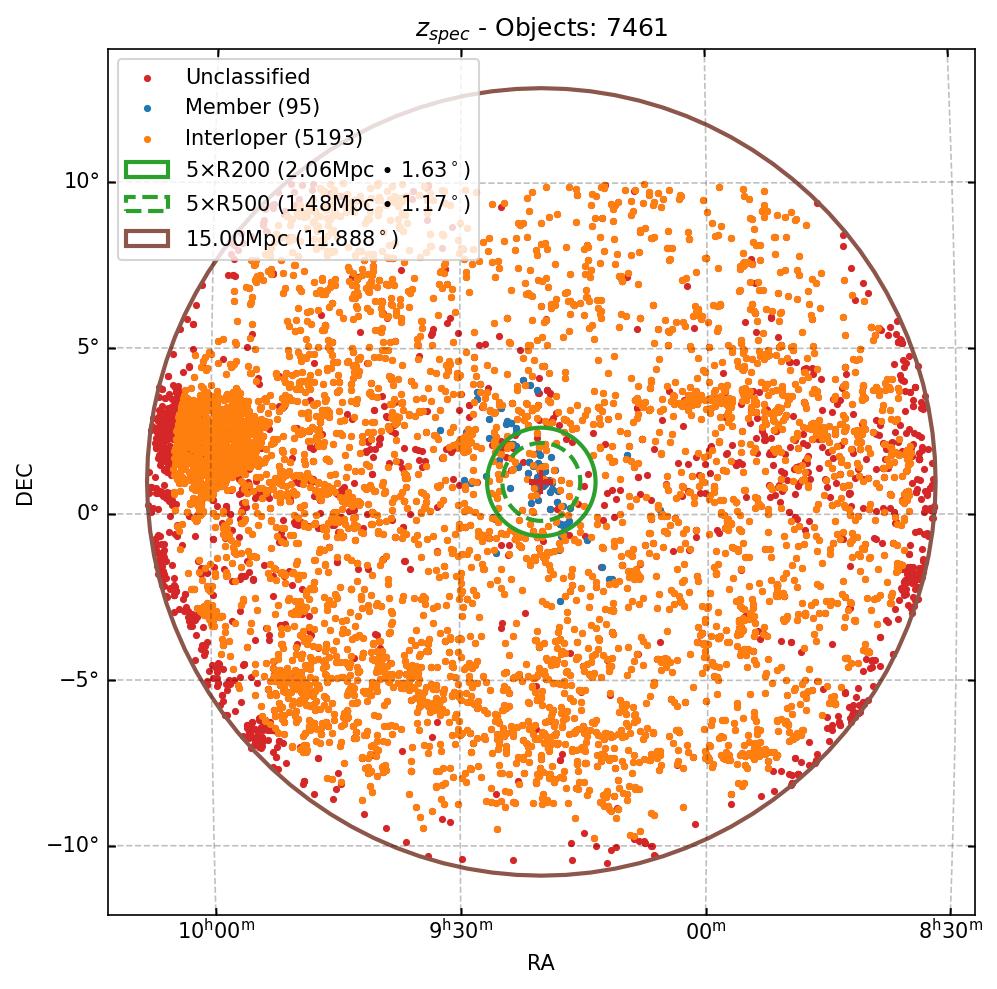 z_spec - Objects: 7461
Unclassified
Member (95)
Interloper (5193)
5×R200 (2.06Mpc • 1.63°)
5×R500 (1.48Mpc • 1.17°)
15.00Mpc (11.888°)
10°
5°
0°
−5°
−10°
DEC
10ʰ00ᵐ 9ʰ30ᵐ 00ᵐ 8ʰ30ᵐ
RA